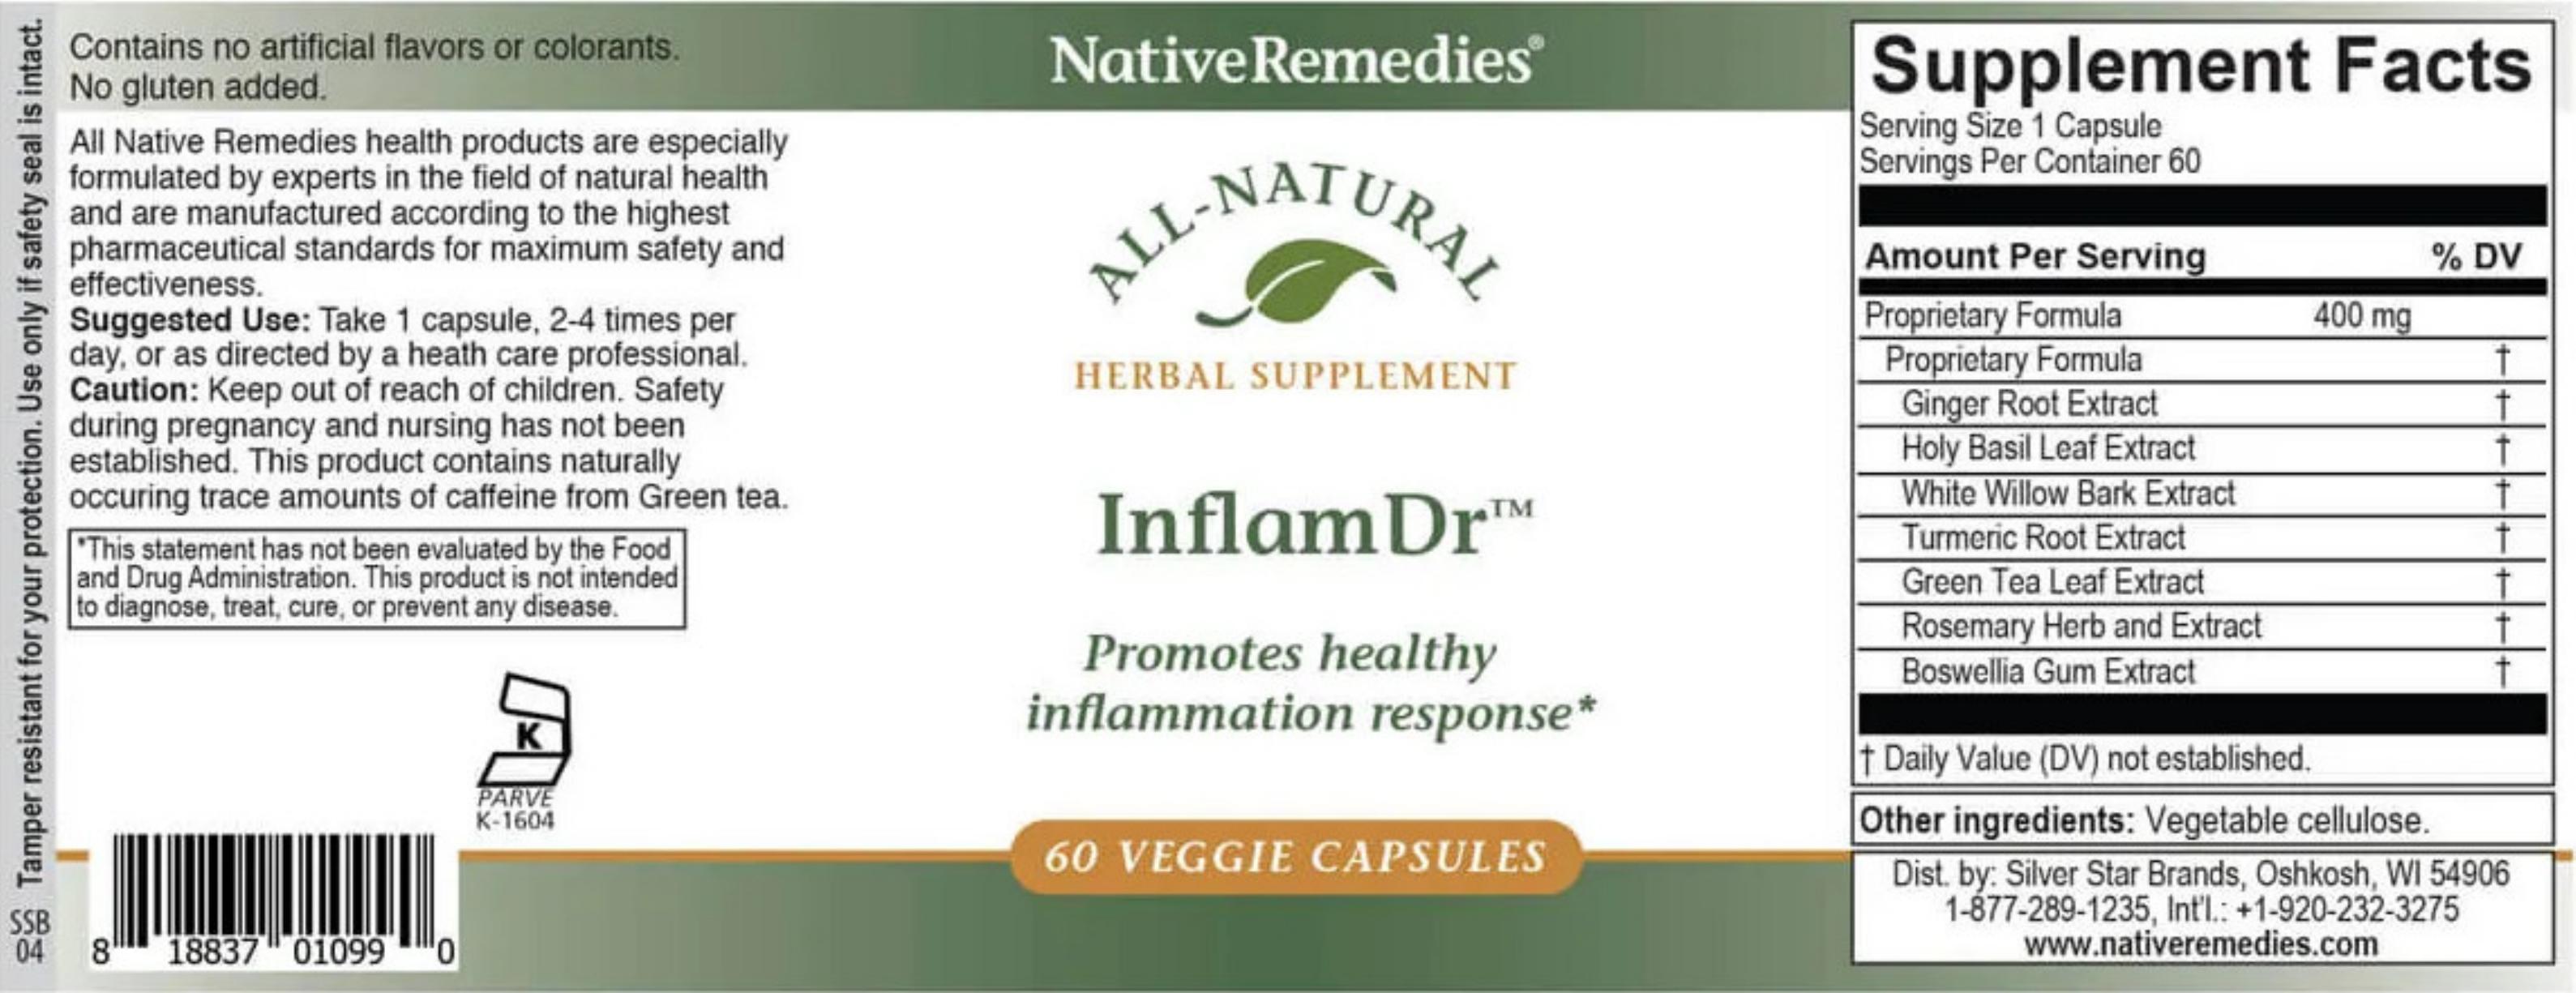 Tamper resistant for your protection. Use only if safety seal is intact.
SSB
04
Contains no artificial flavors or colorants.
No gluten added.
All Native Remedies health products are especially
formulated by experts in the field of natural health
and are manufactured according to the highest
pharmaceutical standards for maximum safety and
effectiveness.
Suggested Use: Take 1 capsule, 2-4 times per
day, or as directed by a heath care professional.
Caution: Keep out of reach of children. Safety
during pregnancy and nursing has not been
established. This product contains naturally
occuring trace amounts of caffeine from Green tea.
*This statement has not been evaluated by the Food
and Drug Administration. This product is not intended
to diagnose, treat, cure, or prevent any disease.
K
PARVE
K-1604
8 18837 01099 0
NativeRemedies®
ALL-NATURAL
HERBAL SUPPLEMENT
InflamDr™
Promotes healthy
inflammation response*
60 VEGGIE CAPSULES
Supplement Facts
Serving Size 1 Capsule
Servings Per Container 60
Amount Per Serving % DV
Proprietary Formula 400 mg
Proprietary Formula †
Ginger Root Extract †
Holy Basil Leaf Extract †
White Willow Bark Extract †
Turmeric Root Extract †
Green Tea Leaf Extract †
Rosemary Herb and Extract †
Boswellia Gum Extract †
† Daily Value (DV) not established.
Other ingredients: Vegetable cellulose.
Dist. by: Silver Star Brands, Oshkosh, WI 54906
1-877-289-1235, Int'l.: +1-920-232-3275
www.nativeremedies.com